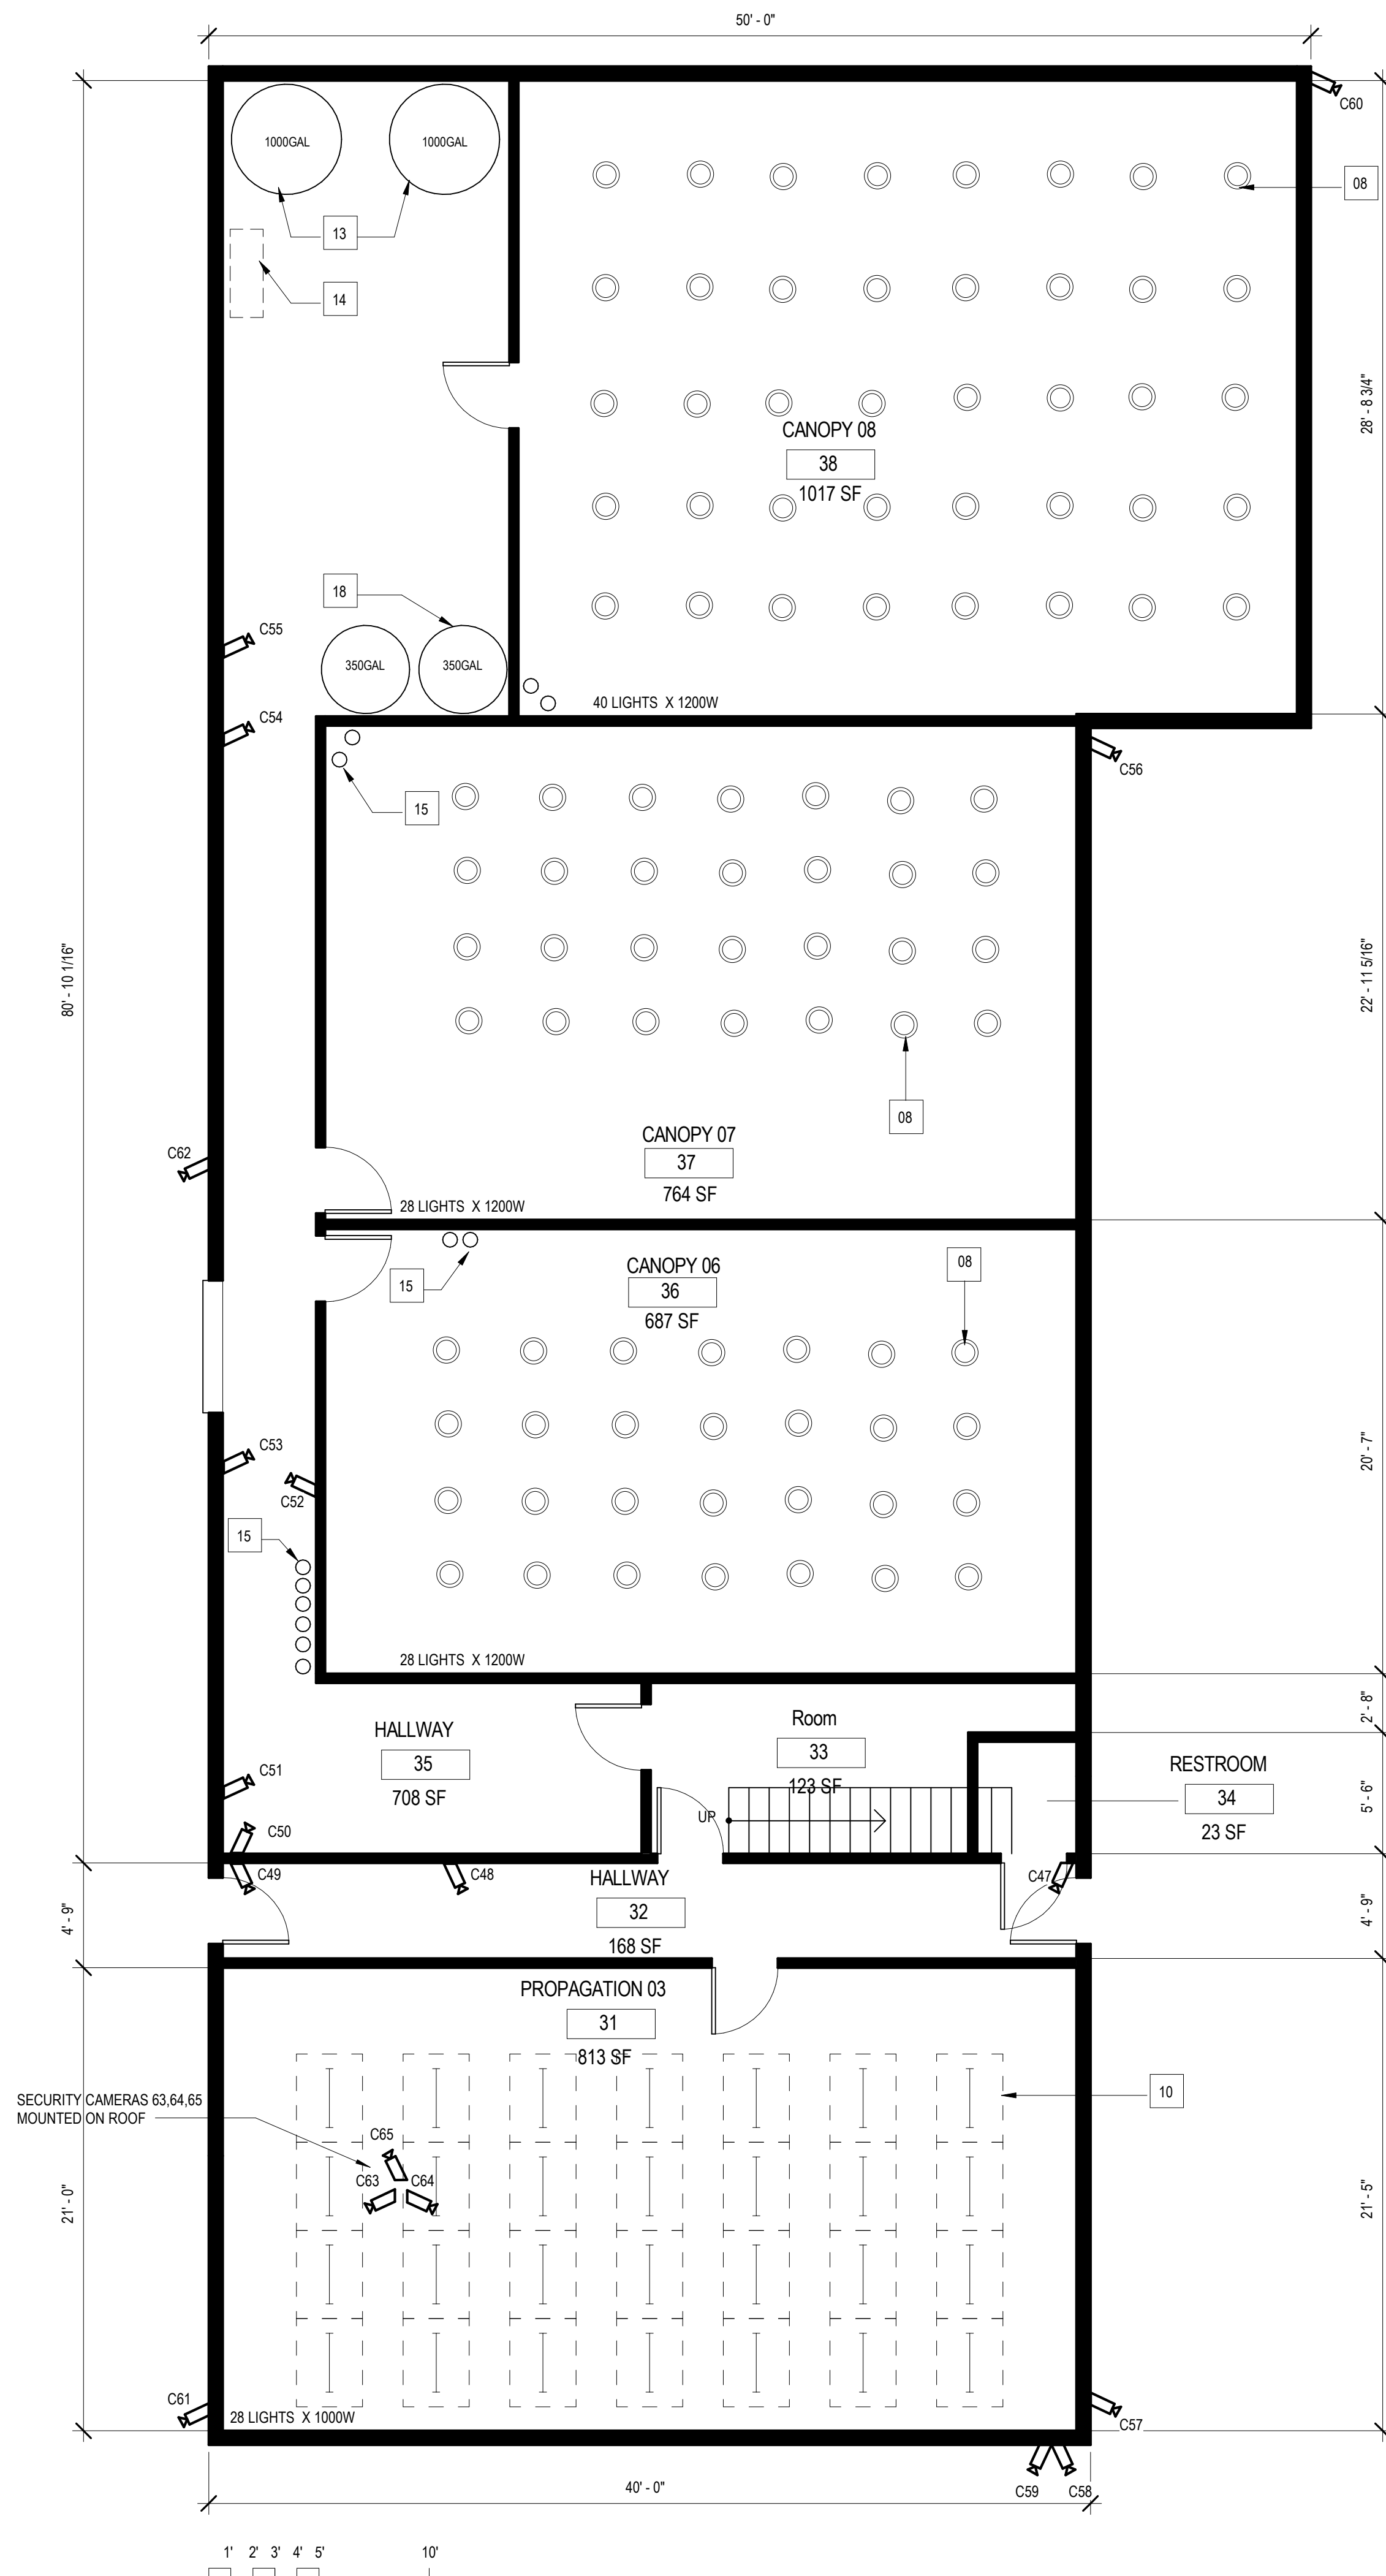 50' - 0"
C60
1000GAL
1000GAL
08
13
14
28' - 8 3/4"
CANOPY 08
38
1017 SF
18
C55
350GAL
350GAL
40 LIGHTS X 1200W
C54
C56
15
80' - 10 1/16"
22' - 11 5/16"
08
CANOPY 07
37
764 SF
C62
28 LIGHTS X 1200W
CANOPY 06
36
687 SF
08
15
C53
20' - 7"
C52
15
28 LIGHTS X 1200W
2' - 8"
Room
33
123 SF
HALLWAY
35
708 SF
RESTROOM
34
23 SF
5' - 6"
C51
UP
C50
C49
C48
C47
HALLWAY
32
168 SF
4' - 9"
4' - 9"
PROPAGATION 03
31
813 SF
10
SECURITY CAMERAS 63,64,65
MOUNTED ON ROOF
C65
C63
C64
21' - 0"
21' - 5"
C61
28 LIGHTS X 1000W
C57
C59
C58
40' - 0"
1' 2' 3' 4' 5' 10'